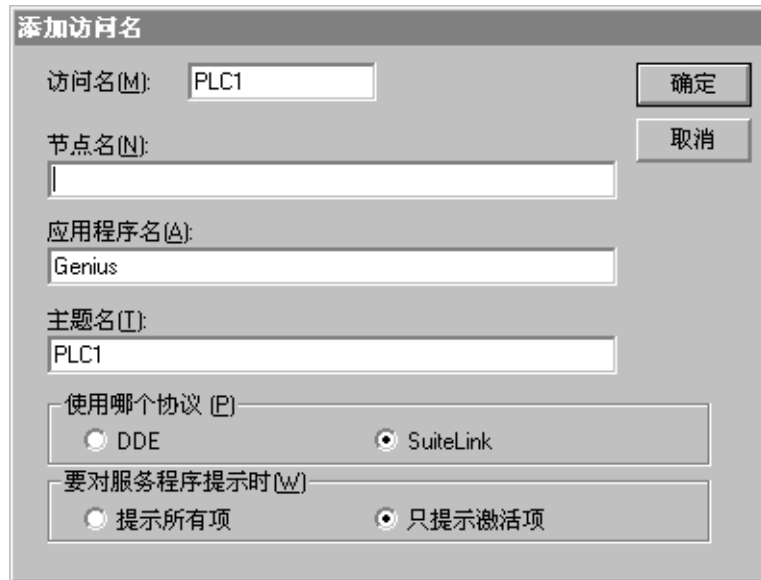 添加访问名
访问名(M): PLC1
确定
取消
节点名(N):
应用程序名(A):
Genius
主题名(T):
PLC1
使用哪个协议 (P)
DDE SuiteLink
要对服务程序提示时(W)
提示所有项 只提示激活项